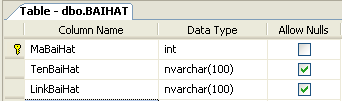 Table - dbo.BAIHAT
Column Name Data Type Allow Nulls
MaBaiHat int
TenBaiHat nvarchar(100)
LinkBaiHat nvarchar(100)